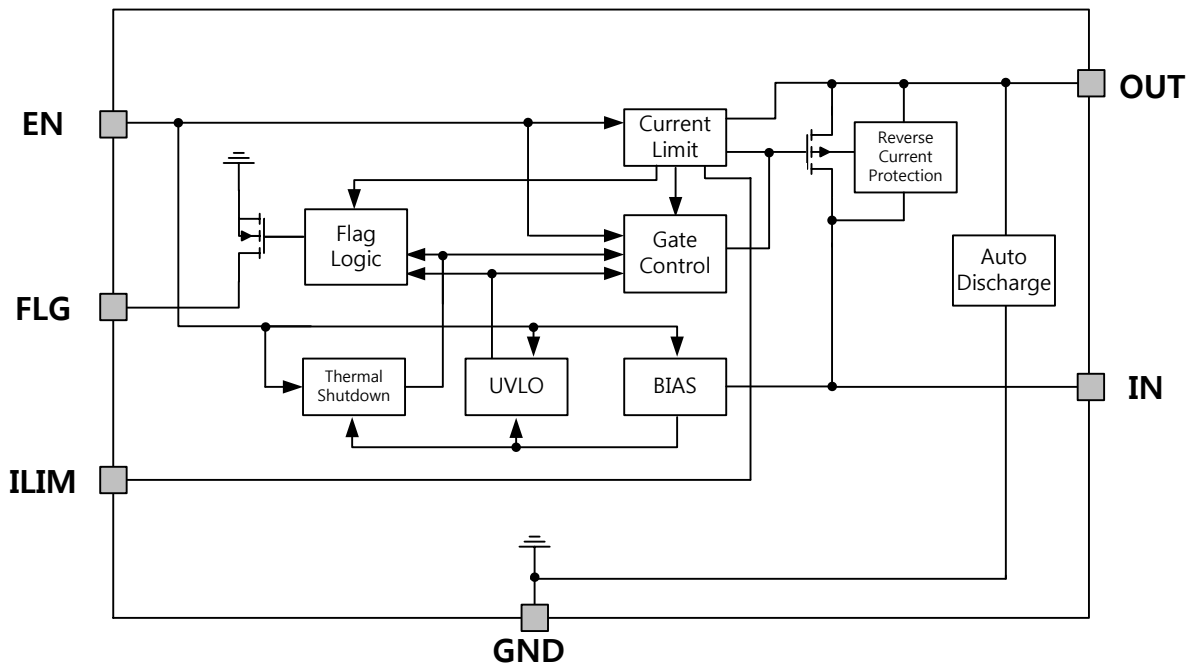 OUT
EN
Current
Limit
Reverse
Current
Protection
Flag
Logic
Gate
Control
Auto
Discharge
FLG
Thermal
Shutdown
UVLO
BIAS
IN
ILIM
GND